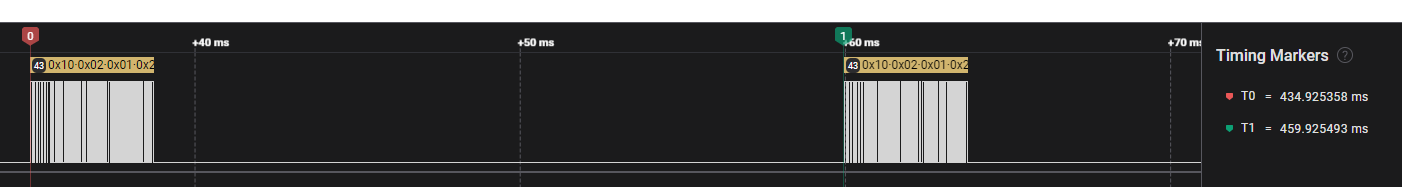 0
1
+40 ms
+50 ms
+60 ms
+70 ms
43 0x10-0x02-0x01-0x2
43 0x10-0x02-0x01-0x2
Timing Markers ?
T0 = 434.925358 ms
T1 = 459.925493 ms